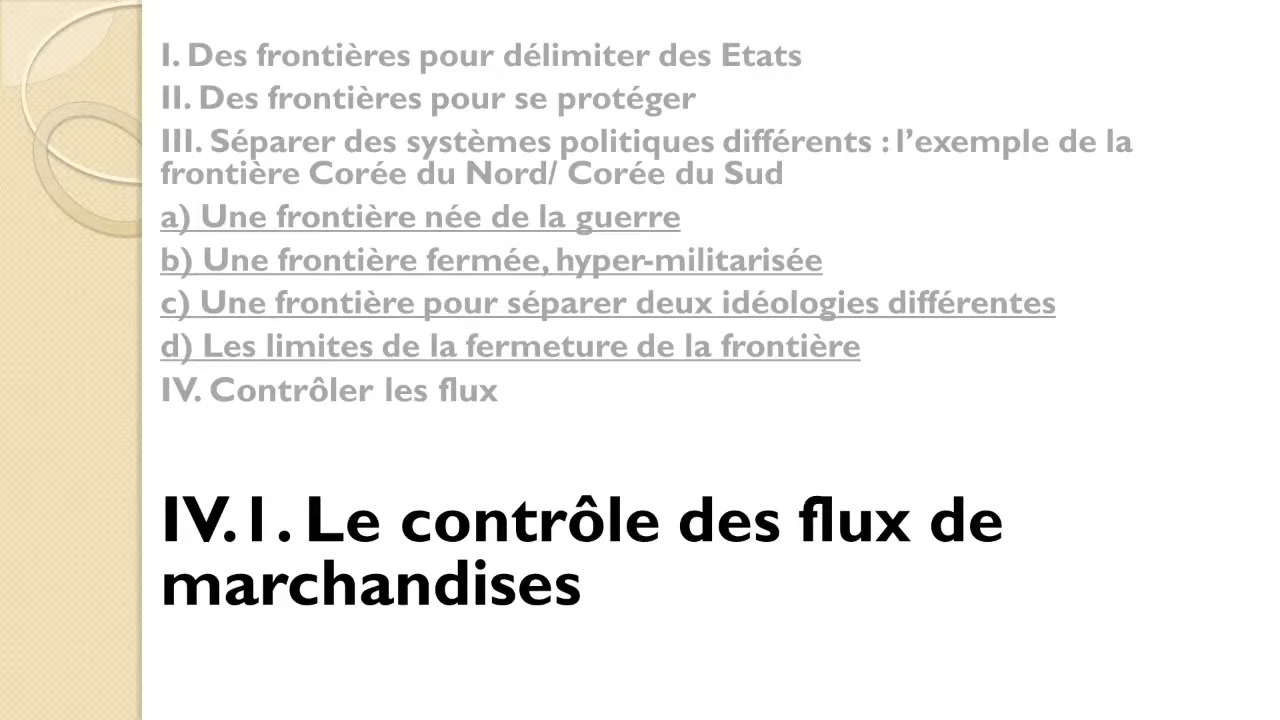 I. Des frontières pour délimiter des Etats
II. Des frontières pour se protéger
III. Séparer des systèmes politiques différents : l’exemple de la
frontière Corée du Nord/ Corée du Sud
a) Une frontière née de la guerre
b) Une frontière fermée, hyper-militarisée
c) Une frontière pour séparer deux idéologies différentes
d) Les limites de la fermeture de la frontière
IV. Contrôler les flux
IV.1. Le contrôle des flux de
marchandises